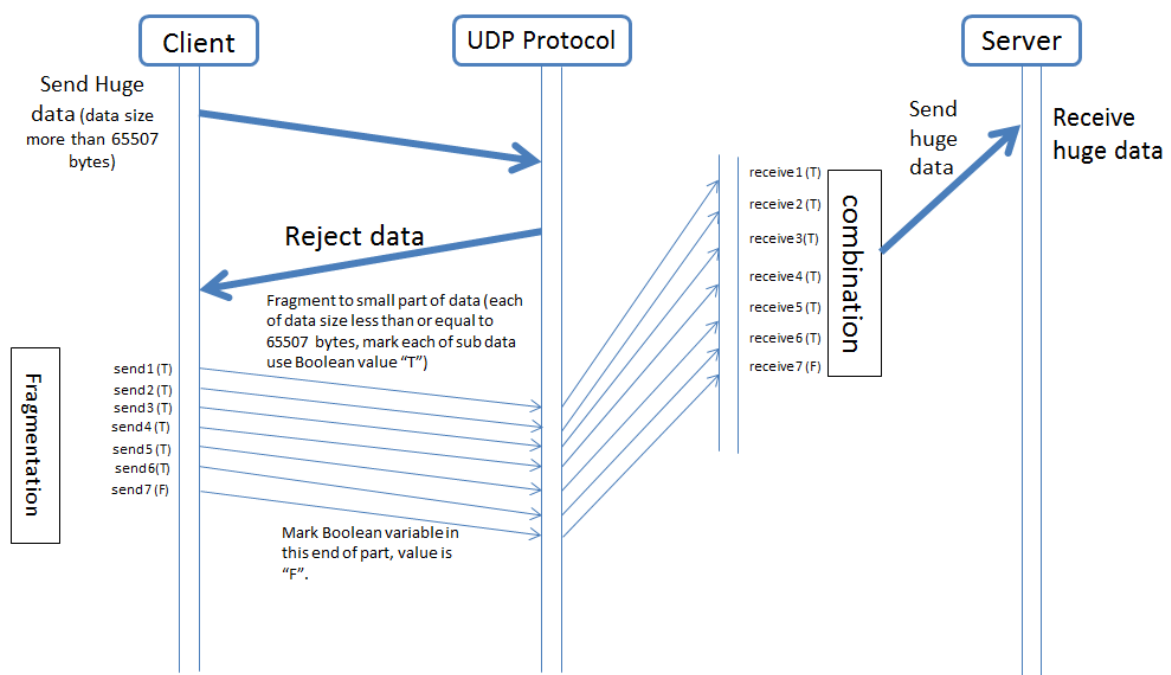 Client
UDP Protocol
Server
Send Huge
data (data size
more than 65507
bytes)
Send
huge
data
Receive
huge data
receive1 (T)
receive2 (T)
receive3(T)
receive4 (T)
receive5 (T)
receive6 (T)
receive7 (F)
combination
Reject data
Fragment to small part of data (each
of data size less than or equal to
65507 bytes, mark each of sub data
use Boolean value “T”)
Fragmentation
send1 (T)
send2 (T)
send3 (T)
send4 (T)
send5 (T)
send6(T)
send7 (F)
Mark Boolean variable in
this end of part, value is
“F”.